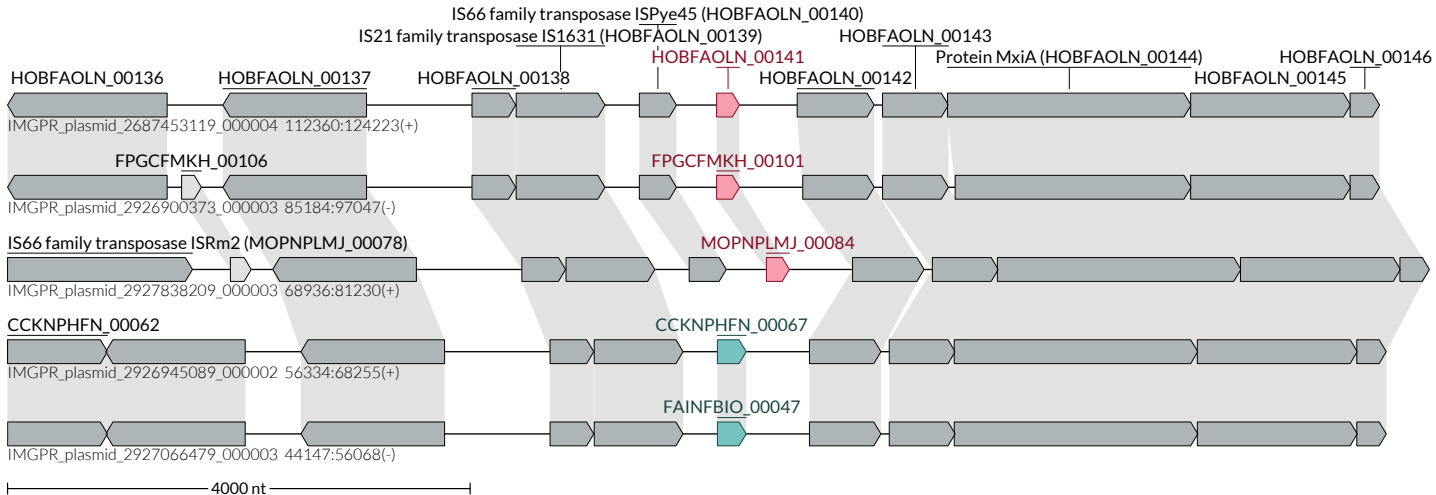 IS66 family transposase ISPye45 (HOBFAOLN_00140)
IS21 family transposase IS1631 (HOBFAOLN_00139)
HOBFAOLN_00143
HOBFAOLN_00141
Protein MxiA (HOBFAOLN_00144)
HOBFAOLN_00146
HOBFAOLN_00136
HOBFAOLN_00137
HOBFAOLN_00138
HOBFAOLN_00142
HOBFAOLN_00145
IMGPR_plasmid_2687453119_000004 112360:124223(+)
FPGCFMKH_00106
FPGCFMKH_00101
IMGPR_plasmid_2926900373_000003 85184:97047(-)
IS66 family transposase ISRm2 (MOPNPLMJ_00078)
MOPNPLMJ_00084
IMGPR_plasmid_2927838209_000003 68936:81230(+)
CCKNPHFN_00062
CCKNPHFN_00067
IMGPR_plasmid_2926945089_000002 56334:68255(+)
FAINFBIO_00047
IMGPR_plasmid_2927066479_000003 44147:56068(-)
4000 nt